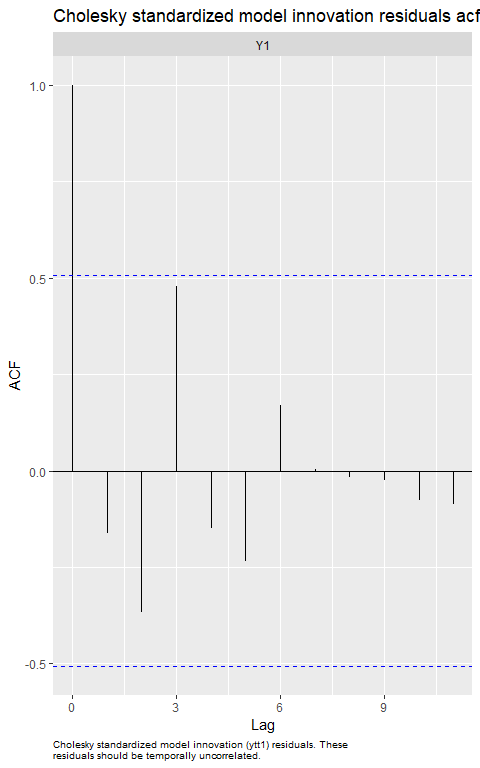 Cholesky standardized model innovation residuals acf
Y1
1.0
0.5
0.0
-0.5
ACF
0 3 6 9
Lag
Cholesky standardized model innovation (ytt1) residuals. These
residuals should be temporally uncorrelated.